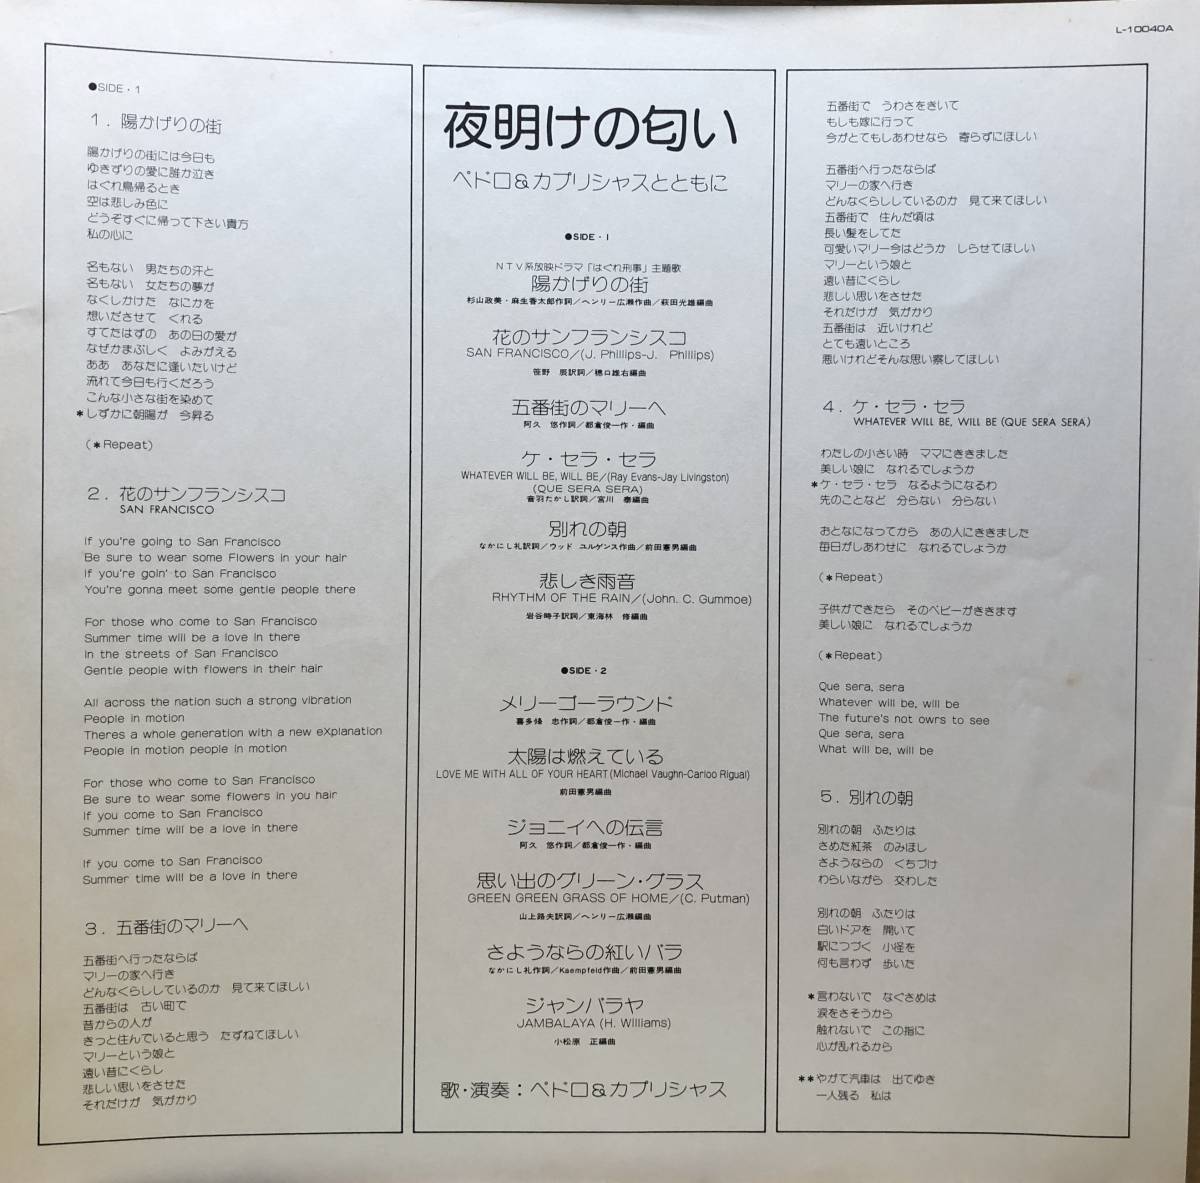 L-10040A
●SIDE・1
1．陽かげりの街
陽かげりの街には今日も
ゆきずりの愛に誰か泣き
はぐれ鳥帰るとき
空は悲しみ色に
どうぞすぐに帰って下さい貴方
私の心に
名もない　男たちの汗と
名もない　女たちの夢が
なくしかけた　なにかを
想いださせて　くれる
すてたはずの　あの日の愛が
なぜかまぶしく　よみがえる
ああ　あなたに逢いたいけど
流れて今日も行くだろう
こんな小さな街を染めて
＊しずかに朝陽が　今昇る
(＊Repeat)
2．花のサンフランシスコ
SAN FRANCISCO
If you're going to San Francisco
Be sure to wear some Flowers in your hair
If you're goin' to San Francisco
You're gonna meet some gentle people there
For those who come to San Francisco
Summer time will be a love in there
In the streets of San Francisco
Gentle people with flowers in their hair
All across the nation such a strong vibration
People in motion
Theres a whole generation with a new eXplanation
People in motion people in motion
For those who come to San Francisco
Be sure to wear some flowers in you hair
If you come to San Francisco
Summer time will be a love in there
If you come to San Francisco
Summer time will be a love in there
3．五番街のマリーへ
五番街へ行ったならば
マリーの家へ行き
どんなくらししているのか　見て来てほしい
五番街は　古い町で
昔からの人が
きっと住んでいると思う　たずねてほしい
マリーという娘と
遠い昔にくらし
悲しい思いをさせた
それだけが　気がかり
夜明けの匂い
ペドロ&カプリシャスとともに
●SIDE・1
NTV系放映ドラマ「はぐれ刑事」主題歌
陽かげりの街
杉山政美・麻生香太郎作詞／ヘンリー広瀬作曲／萩田光雄編曲
花のサンフランシスコ
SAN FRANCISCO／(J. Phillips-J. Phillips)
笹野　辰訳詞／穂口雄右編曲
五番街のマリーへ
阿久　悠作詞／都倉俊一作・編曲
ケ・セラ・セラ
WHATEVER WILL BE, WILL BE／(Ray Evans-Jay Livingston)
(QUE SERA SERA)
音羽たかし訳詞／宮川　泰編曲
別れの朝
なかにし礼訳詞／ウッド　ユルゲンス作曲／前田憲男編曲
悲しき雨音
RHYTHM OF THE RAIN／(John. C. Gummoe)
岩谷時子訳詞／東海林　修編曲
●SIDE・2
メリーゴーラウンド
喜多條　忠作詞／都倉俊一作・編曲
太陽は燃えている
LOVE ME WITH ALL OF YOUR HEART(Michael Vaughn-Carloo Rigual)
前田憲男編曲
ジョニイへの伝言
阿久　悠作詞／都倉俊一作・編曲
思い出のグリーン・グラス
GREEN GREEN GRASS OF HOME／(C. Putman)
山上路夫訳詞／ヘンリー広瀬編曲
さようならの紅いバラ
なかにし礼作詞／Kaempfeld作曲／前田憲男編曲
ジャンバラヤ
JAMBALAYA (H. Williams)
小松原　正編曲
歌・演奏：ペドロ&カプリシャス
五番街で　うわさをきいて
もしも嫁に行って
今がとてもしあわせなら　寄らずにほしい
五番街へ行ったならば
マリーの家へ行き
どんなくらししているのか　見て来てほしい
五番街で　住んだ頃は
長い髪をしてた
可愛いマリー今はどうか　しらせてほしい
マリーという娘と
遠い昔にくらし
悲しい思いをさせた
それだけが　気がかり
五番街は　近いけれど
とても遠いところ
悪いけれどそんな思い察してほしい
4．ケ・セラ・セラ
WHATEVER WILL BE, WILL BE (QUE SERA SERA)
わたしの小さい時　ママにききました
美しい娘に　なれるでしょうか
＊ケ・セラ・セラ　なるようになるわ
先のことなど　分らない　分らない
おとなになってから　あの人にききました
毎日がしあわせに　なれるでしょうか
(＊Repeat)
子供ができたら　そのベビーがききます
美しい娘に　なれるでしょうか
(＊Repeat)
Que sera, sera
Whatever will be, will be
The future's not owrs to see
Que sera, sera
What will be, will be
5．別れの朝
別れの朝　ふたりは
さめた紅茶　のみほし
さようならの　くちづけ
わらいながら　交わした
別れの朝　ふたりは
白いドアを　開いて
駅につづく　小径を
何も言わず　歩いた
＊言わないで　なぐさめは
涙をさそうから
触れないで　この指に
心が乱れるから
＊＊やがて汽車は　出てゆき
一人残る　私は